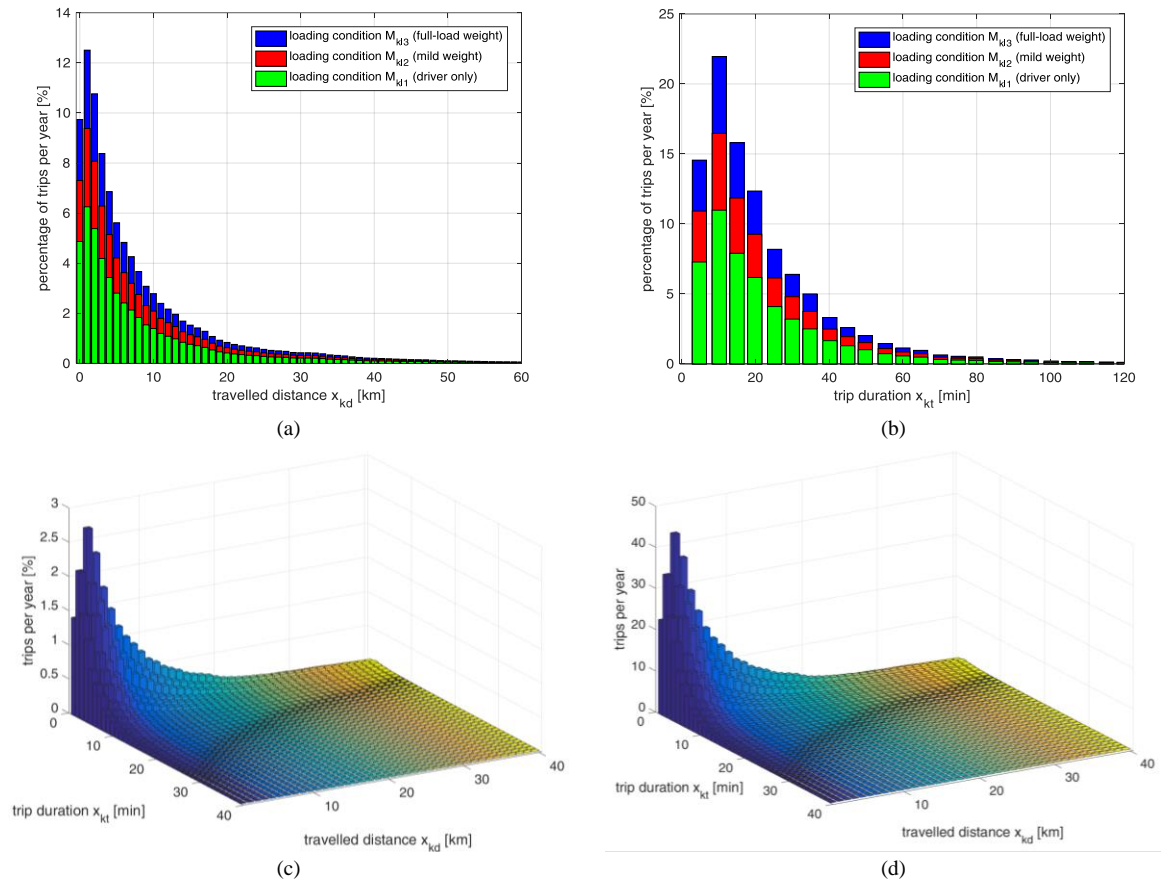 14
12
10
8
6
4
2
0
percentage of trips per year [%]
loading condition M_kl3 (full-load weight)
loading condition M_kl2 (mild weight)
loading condition M_kl1 (driver only)
0 10 20 30 40 50 60
travelled distance x_kd [km]
(a)
25
20
15
10
5
0
percentage of trips per year [%]
loading condition M_kl3 (full-load weight)
loading condition M_kl2 (mild weight)
loading condition M_kl1 (driver only)
0 20 40 60 80 100 120
trip duration x_kt [min]
(b)
3
2.5
2
1.5
1
0.5
0
trips per year [%]
0
10
20
30
40
trip duration x_kt [min]
10
20
30
40
travelled distance x_kd [km]
(c)
50
40
30
20
10
0
trips per year
0
10
20
30
40
trip duration x_kt [min]
10
20
30
40
travelled distance x_kd [km]
(d)